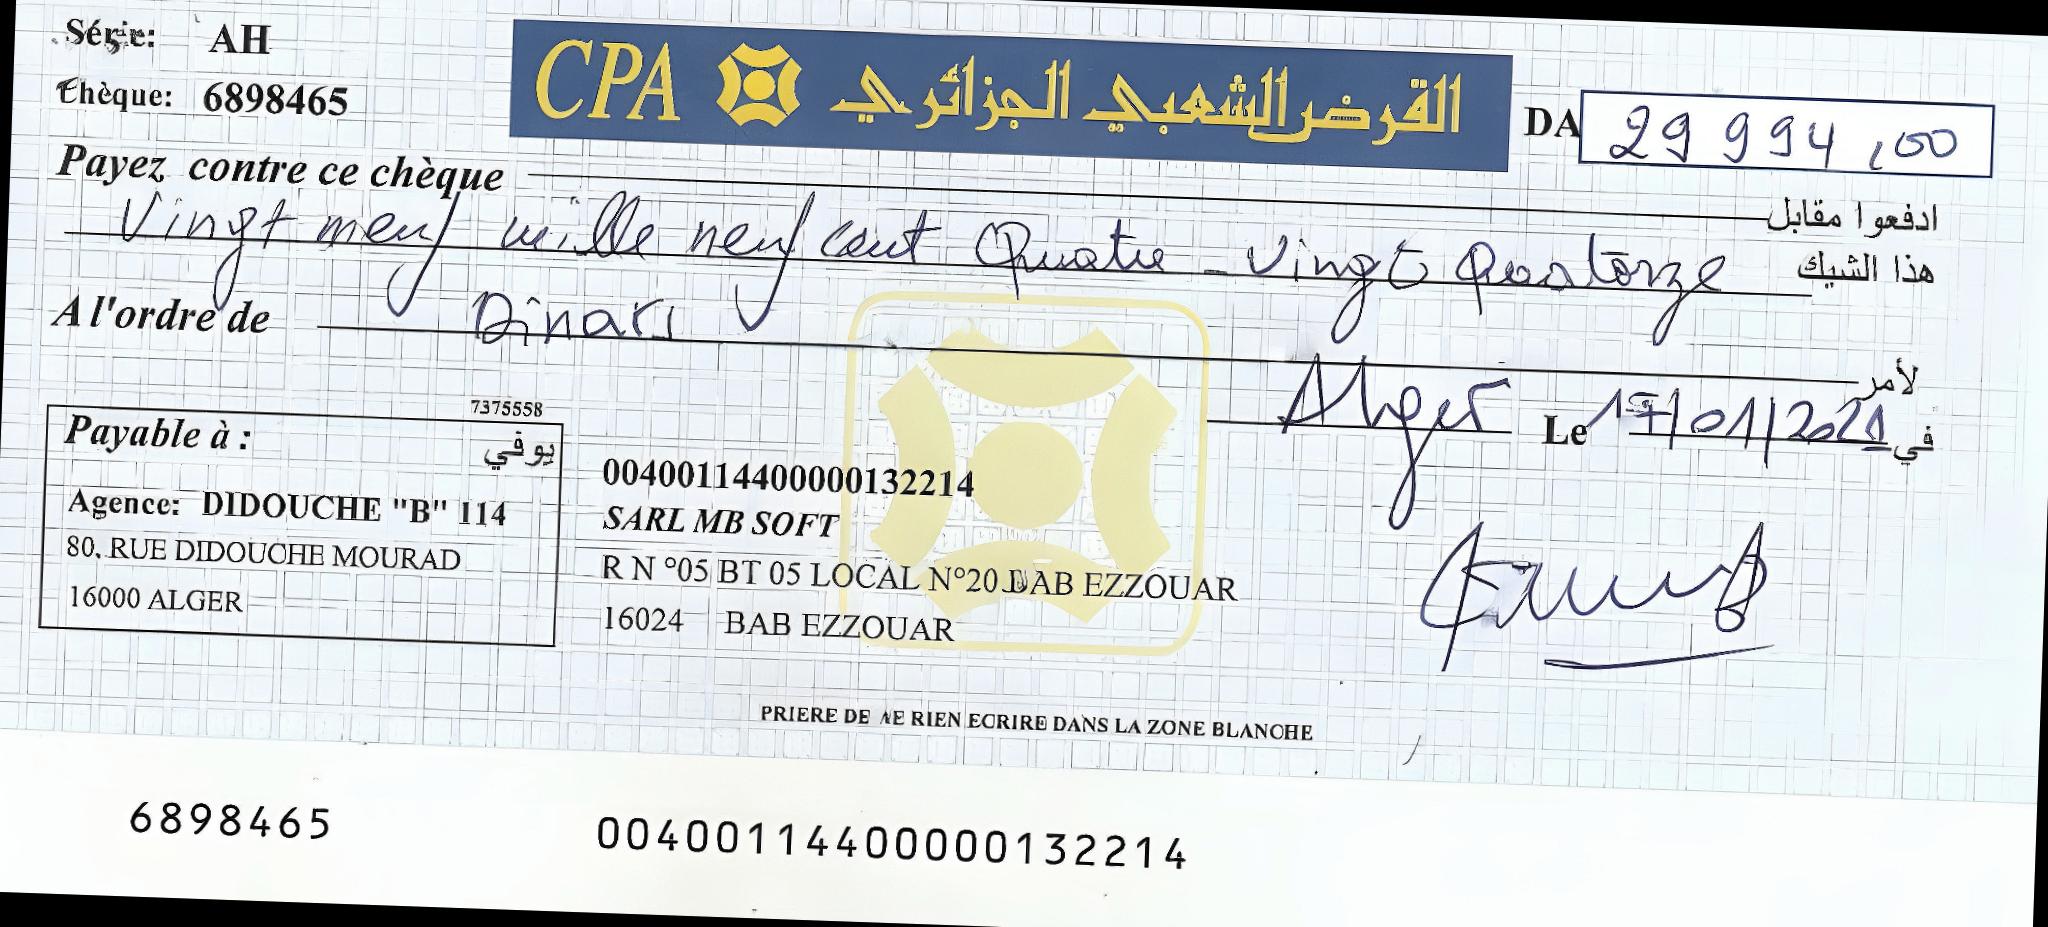 Série: AH
Chèque: 6898465
CPA القرض الشعبي الجزائري
DA 29 994,00
Payez contre ce chèque
ادفعوا مقابل
Vingt neuf mille neuf cent Quatre-vingt Quatorze
هذا الشيك
A l'ordre de Dinars
لأمر
Alger Le 17/01/2021 في
7375558
Payable à :
يوفي
Agence: DIDOUCHE "B" 114
80, RUE DIDOUCHE MOURAD
16000 ALGER
00400114400000132214
SARL MB SOFT
R N °05 BT 05 LOCAL N°20 BAB EZZOUAR
16024 BAB EZZOUAR
PRIERE DE NE RIEN ECRIRE DANS LA ZONE BLANCHE
6898465 00400114400000132214